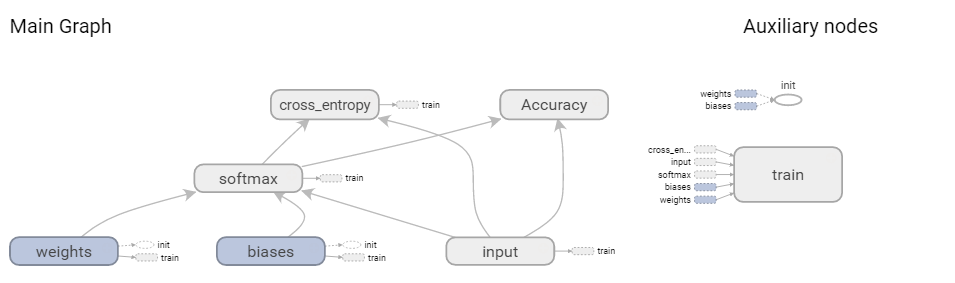 Main Graph
Auxiliary nodes
init
weights
biases
cross_entropy
train
Accuracy
cross_en...
input
softmax
biases
weights
train
softmax
train
weights
init
train
biases
init
train
input
train